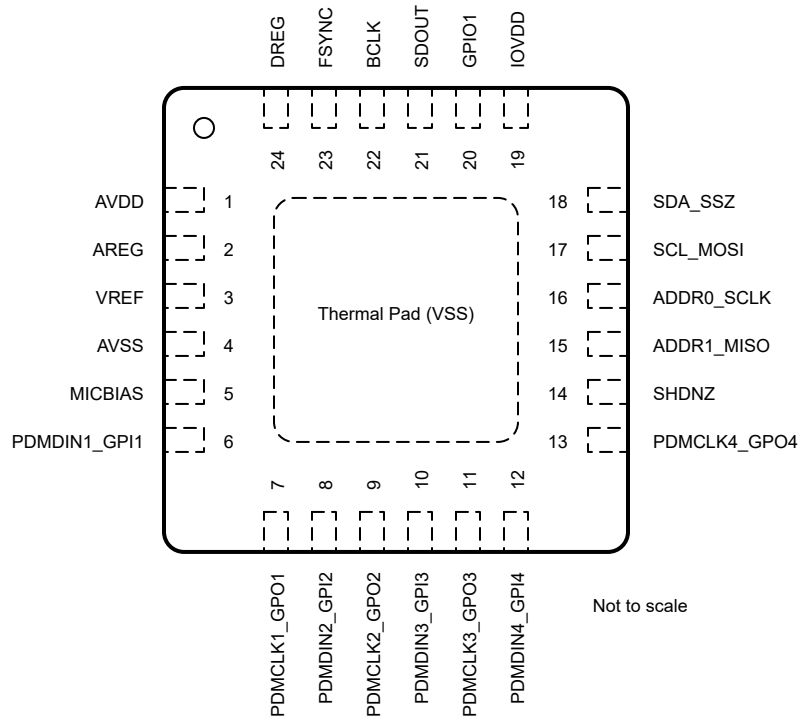 DREG
FSYNC
BCLK
SDOUT
GPIO1
IOVDD
24
23
22
21
20
19
AVDD 1
18 SDA_SSZ
AREG 2
17 SCL_MOSI
VREF 3
16 ADDR0_SCLK
Thermal Pad (VSS)
AVSS 4
15 ADDR1_MISO
MICBIAS 5
14 SHDNZ
PDMDIN1_GPI1 6
13 PDMCLK4_GPO4
7
8
9
10
11
12
PDMCLK1_GPO1
PDMDIN2_GPI2
PDMCLK2_GPO2
PDMDIN3_GPI3
PDMCLK3_GPO3
PDMDIN4_GPI4
Not to scale